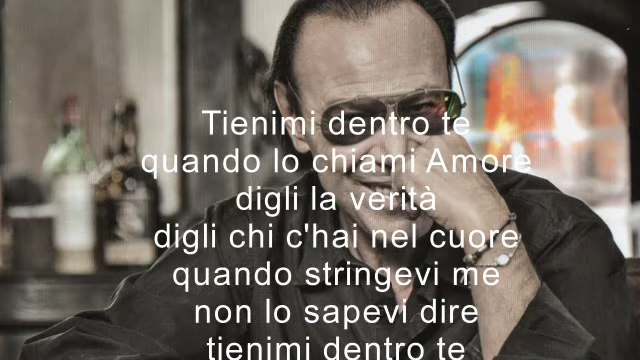 Tienimi dentro te
quando lo chiami Amore
digli la verità
digli chi c'hai nel cuore
quando stringevi me
non lo sapevi dire
tienimi dentro te